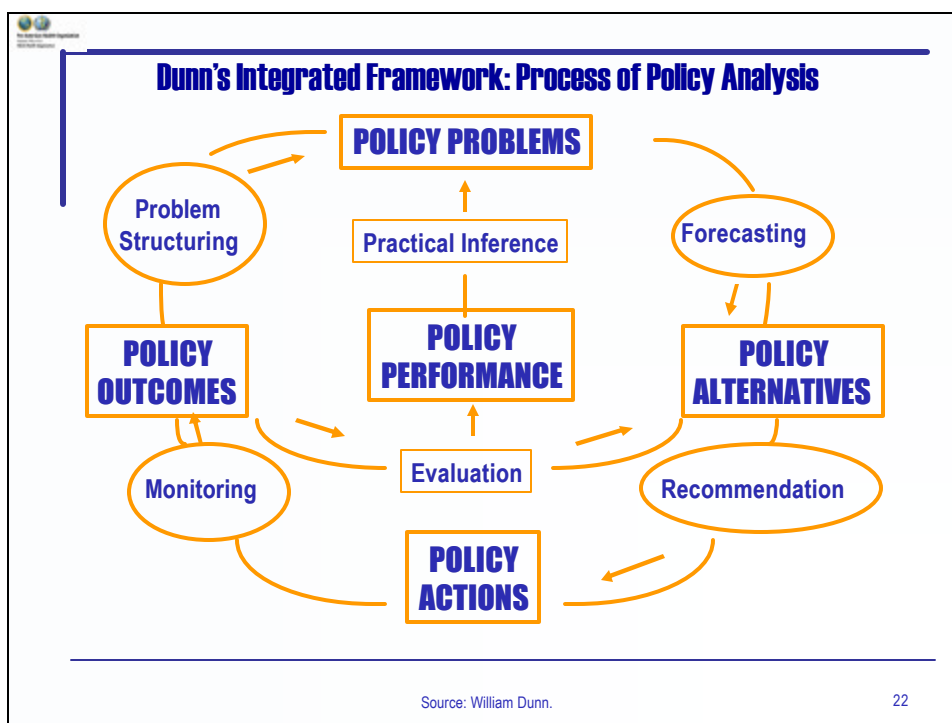 Dunn's Integrated Framework: Process of Policy Analysis
POLICY PROBLEMS
Problem
Structuring
Practical Inference
Forecasting
POLICY
OUTCOMES
POLICY
PERFORMANCE
POLICY
ALTERNATIVES
Monitoring
Evaluation
Recommendation
POLICY
ACTIONS
Source: William Dunn.
22